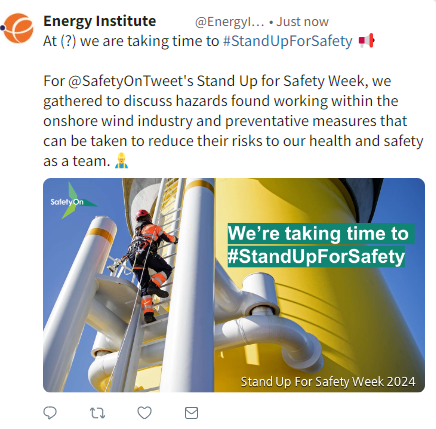 Energy Institute @EnergyI... • Just now
At (?) we are taking time to #StandUpForSafety
For @SafetyOnTweet's Stand Up for Safety Week, we
gathered to discuss hazards found working within the
onshore wind industry and preventative measures that
can be taken to reduce their risks to our health and safety
as a team.
SafetyOn
We're taking time to
#StandUpForSafety
Stand Up For Safety Week 2024